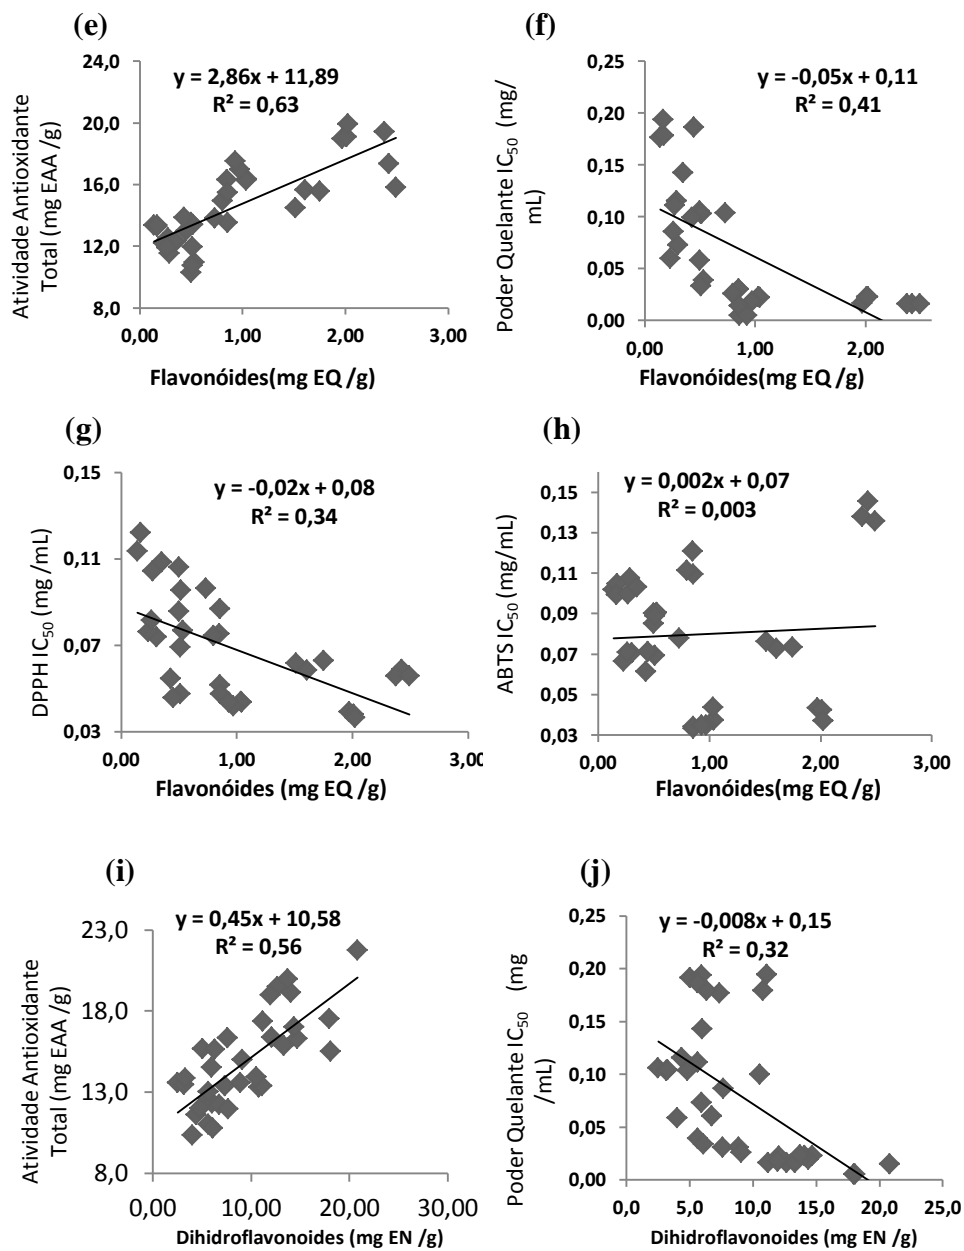 (e)
24,0
20,0
16,0
12,0
8,0
0,00 1,00 2,00 3,00
y = 2,86x + 11,89
R² = 0,63
Atividade Antioxidante
Total (mg EAA /g)
Flavonóides(mg EQ /g)
(f)
0,25
0,20
0,15
0,10
0,05
0,00
0,00 1,00 2,00
y = -0,05x + 0,11
R² = 0,41
Poder Quelante IC50 (mg/
mL)
Flavonóides(mg EQ /g)
(g)
0,15
0,11
0,07
0,03
0,00 1,00 2,00 3,00
y = -0,02x + 0,08
R² = 0,34
DPPH IC50 (mg /mL)
Flavonóides (mg EQ /g)
(h)
0,15
0,13
0,11
0,09
0,07
0,05
0,03
0,00 1,00 2,00 3,00
y = 0,002x + 0,07
R² = 0,003
ABTS IC50 (mg/mL)
Flavonóides(mg EQ /g)
(i)
23,0
18,0
13,0
8,0
0,00 10,00 20,00 30,00
y = 0,45x + 10,58
R² = 0,56
Atividade Antioxidante
Total (mg EAA /g)
Dihidroflavonoides (mg EN /g)
(j)
0,25
0,20
0,15
0,10
0,05
0,00
0,0 5,0 10,0 15,0 20,0 25,0
y = -0,008x + 0,15
R² = 0,32
Poder Quelante IC50 (mg
/mL)
Dihidroflavonoides (mg EN /g)